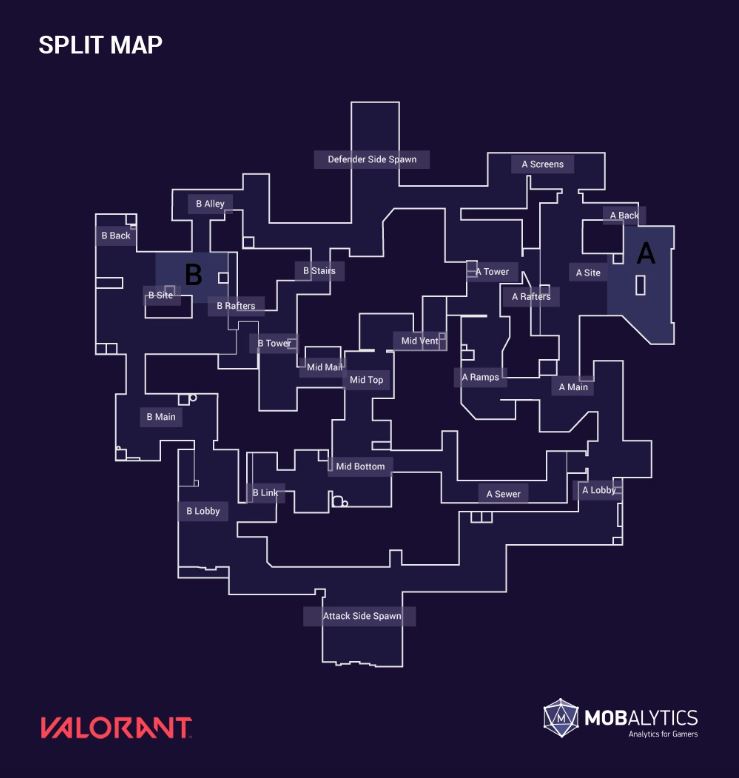 SPLIT MAP
Defender Side Spawn
A Screens
B Alley
A Back
B Back
A
B
B Stairs
A Tower
A Site
B Site
B Rafters
A Rafters
B Tower
Mid Vent
Mid Mail
Mid Top
A Ramps
A Main
B Main
Mid Bottom
B Link
A Sewer
A Lobby
B Lobby
Attack Side Spawn
VALORANT
M
MOBALYTICS
Analytics for Gamers